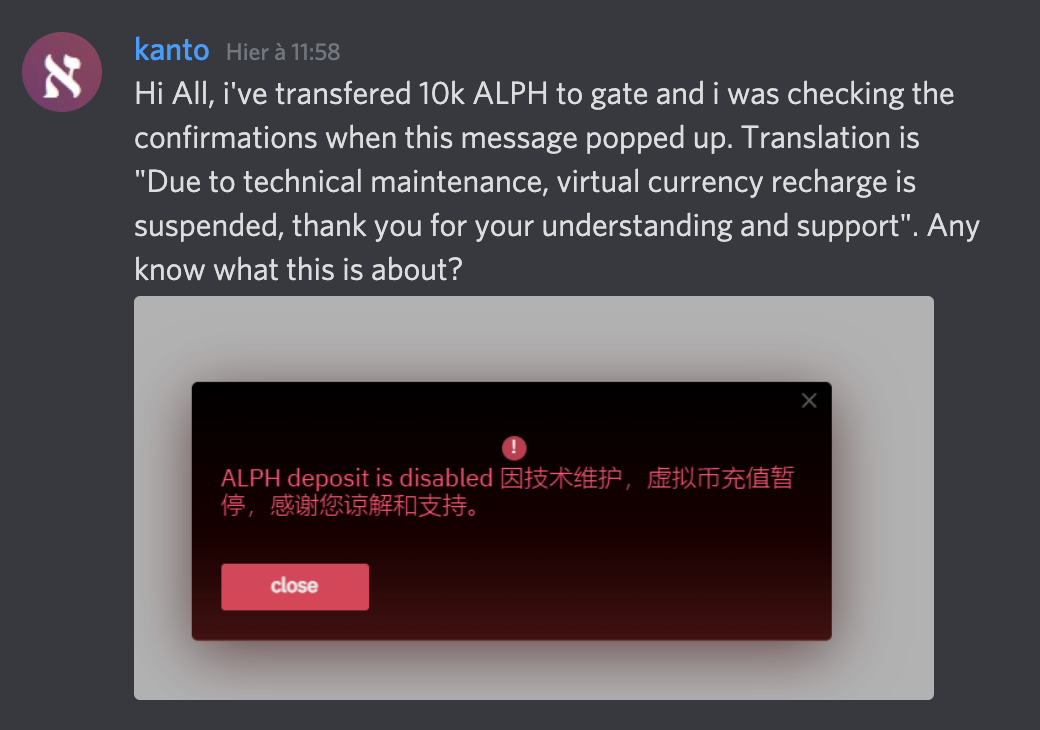 kanto Hier à 11:58
Hi All, i've transfered 10k ALPH to gate and i was checking the
confirmations when this message popped up. Translation is
"Due to technical maintenance, virtual currency recharge is
suspended, thank you for your understanding and support". Any
know what this is about?
ALPH deposit is disabled 因技术维护，虚拟币充值暂
停，感谢您谅解和支持。
close